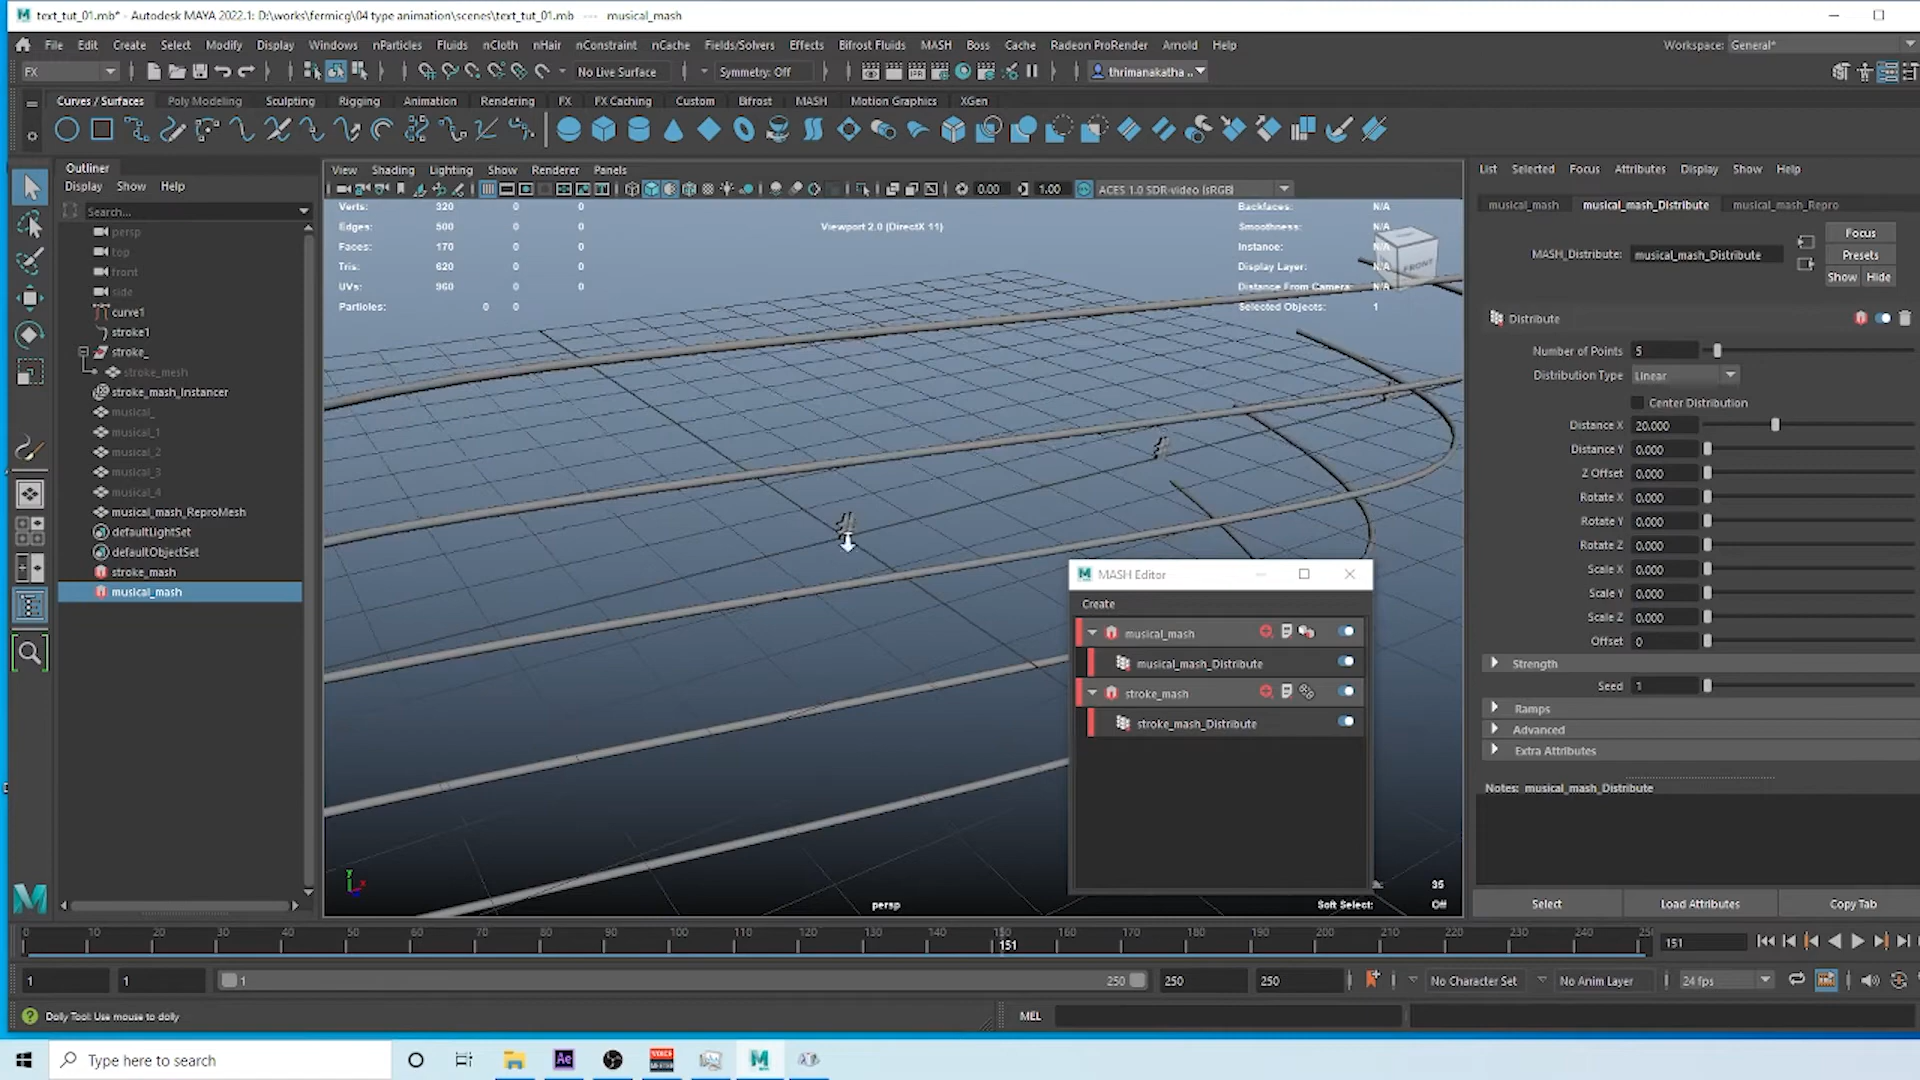 text_tut_01.mb* - Autodesk MAYA 2022.1: D:\works\fermicg\04 type animation\scenes\text_tut_01.mb --- musical_mash
File Edit Create Select Modify Display Windows nParticles Fluids nCloth nHair nConstraint nCache Fields/Solvers Effects Bifrost Fluids MASH Boss Cache Radeon ProRender Arnold Help Workspace: General*
FX No Live Surface Symmetry: Off thrimanakatha ..
Curves / Surfaces Poly Modeling Sculpting Rigging Animation Rendering FX FX Caching Custom Bifrost MASH Motion Graphics XGen
Outliner
Display Show Help
Search...
persp
top
front
side
curve1
stroke1
stroke_
stroke_mesh
stroke_mash_Instancer
musical_
musical_1
musical_2
musical_3
musical_4
musical_mash_ReproMesh
defaultLightSet
defaultObjectSet
stroke_mash
musical_mash
View Shading Lighting Show Renderer Panels
0.00 1.00 ACES 1.0 SDR-video (sRGB)
Verts: 320 0 0
Edges: 500 0 0
Faces: 170 0 0
Tris: 620 0 0
UVs: 960 0 0
Particles: 0 0
Viewport 2.0 (DirectX 11)
Backfaces: N/A
Smoothness: N/A
Instance: N/A
Display Layer: N/A
Distance From Camera: N/A
Selected Objects: 1
FRONT
MASH Editor
Create
musical_mash
musical_mash_Distribute
stroke_mash
stroke_mash_Distribute
35
Soft Select: Off
persp
y x
List Selected Focus Attributes Display Show Help
musical_mash musical_mash_Distribute musical_mash_Repro
MASH_Distribute: musical_mash_Distribute
Focus
Presets
Show Hide
Distribute
Number of Points 5
Distribution Type Linear
Center Distribution
Distance X 20.000
Distance Y 0.000
Z Offset 0.000
Rotate X 0.000
Rotate Y 0.000
Rotate Z 0.000
Scale X 0.000
Scale Y 0.000
Scale Z 0.000
Offset 0
Strength
Seed 1
Ramps
Advanced
Extra Attributes
Notes: musical_mash_Distribute
Select Load Attributes Copy Tab
0 10 20 30 40 50 60 70 80 90 100 110 120 130 140 150 160 170 180 190 200 210 220 230 240 25
151
151
1 1 1 250 250 250 No Character Set No Anim Layer 24 fps
Dolly Tool: Use mouse to dolly
MEL
Type here to search
Ae